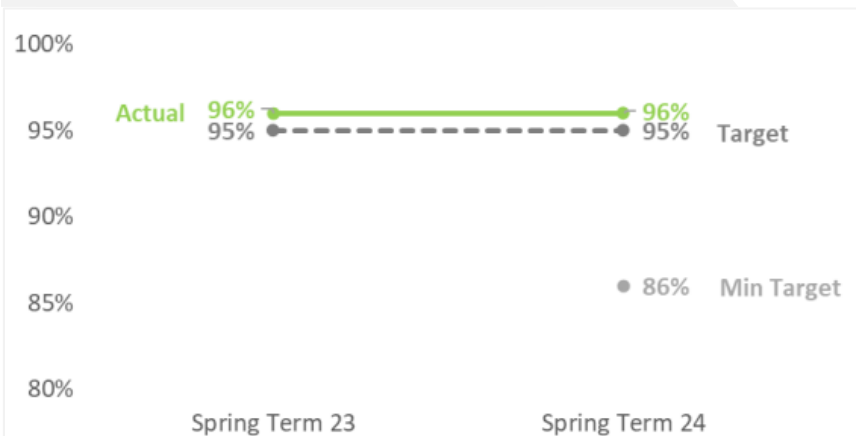 100%
Actual 96% 96%
95% 95% 95% Target
90%
86% Min Target
85%
80%
Spring Term 23 Spring Term 24